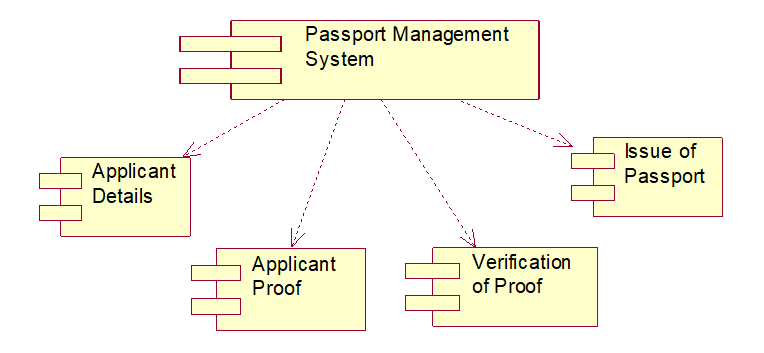 Passport Management
System
Applicant
Details
Issue of
Passport
Applicant
Proof
Verification
of Proof